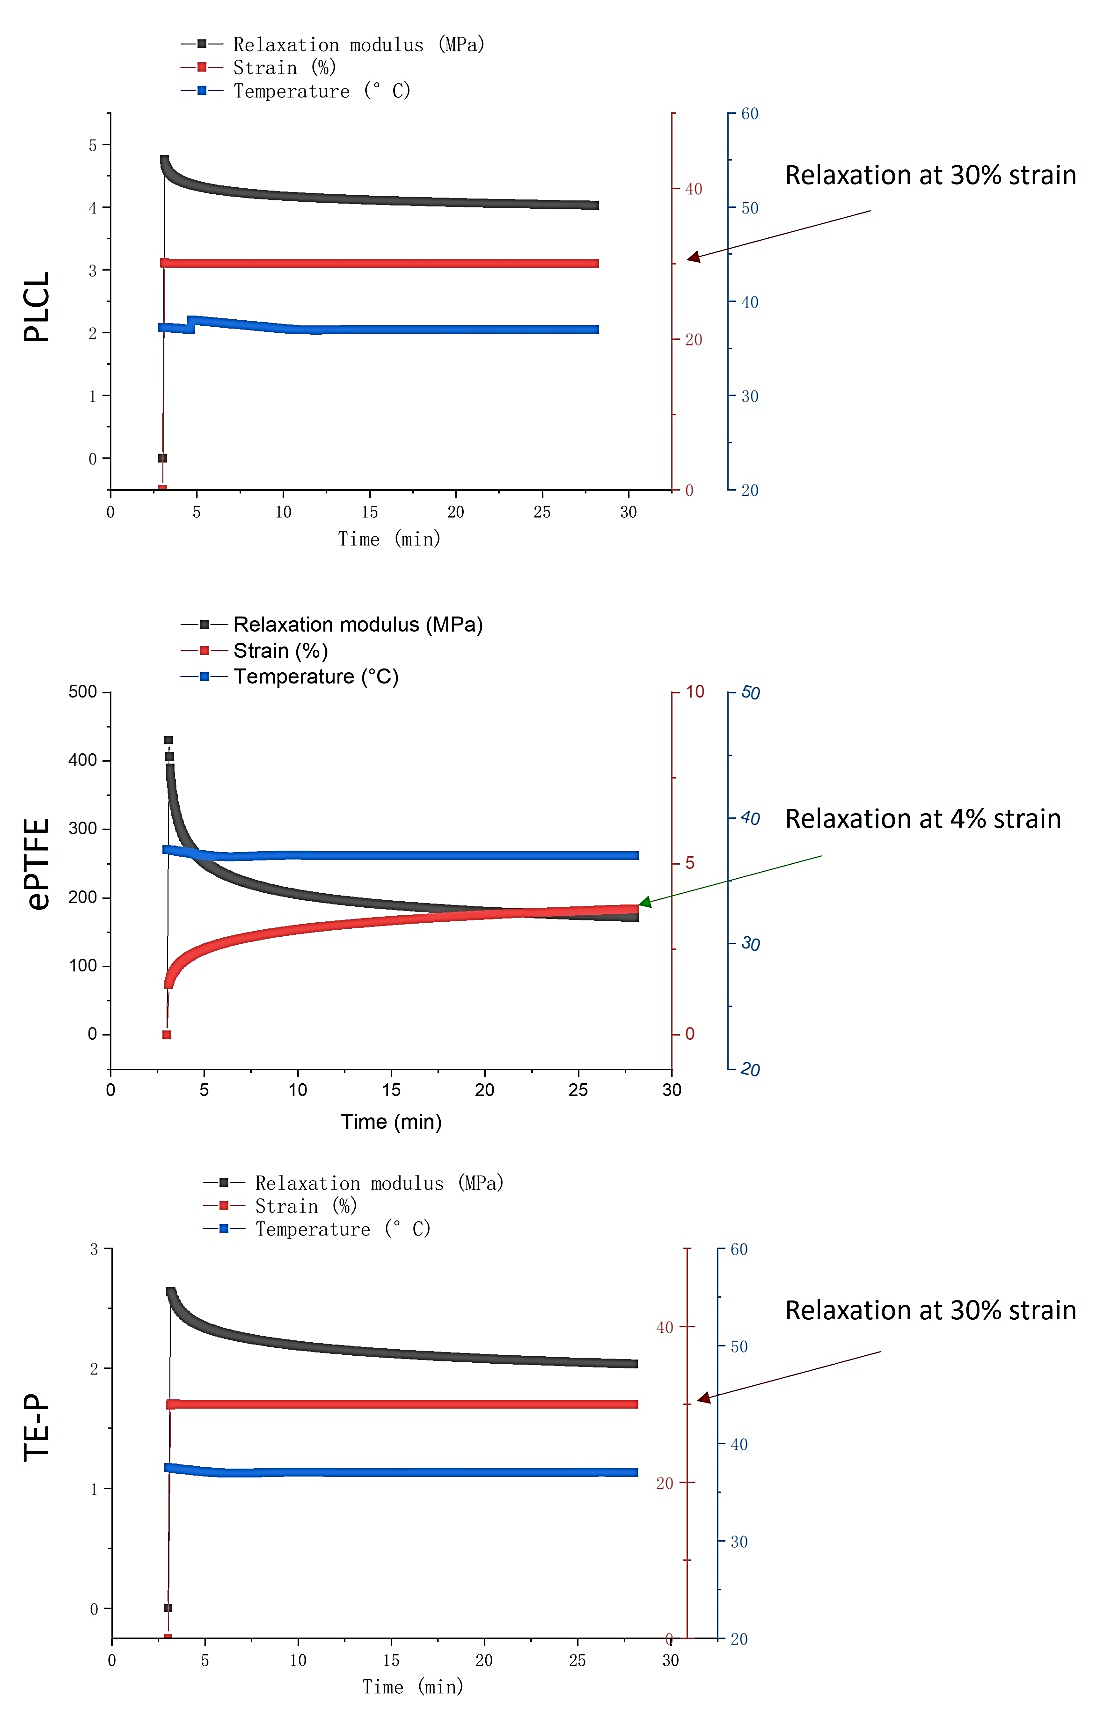 Relaxation modulus (MPa)
Strain (%)
Temperature (° C)
5
4
3
2
1
0
40
20
0
60
50
40
30
20
0 5 10 15 20 25 30
Time (min)
PLCL
Relaxation at 30% strain
Relaxation modulus (MPa)
Strain (%)
Temperature (°C)
500
400
300
200
100
0
10
5
0
50
40
30
20
0 5 10 15 20 25 30
Time (min)
ePTFE
Relaxation at 4% strain
Relaxation modulus (MPa)
Strain (%)
Temperature (° C)
3
2
1
0
40
20
0
60
50
40
30
20
0 5 10 15 20 25 30
Time (min)
TE-P
Relaxation at 30% strain